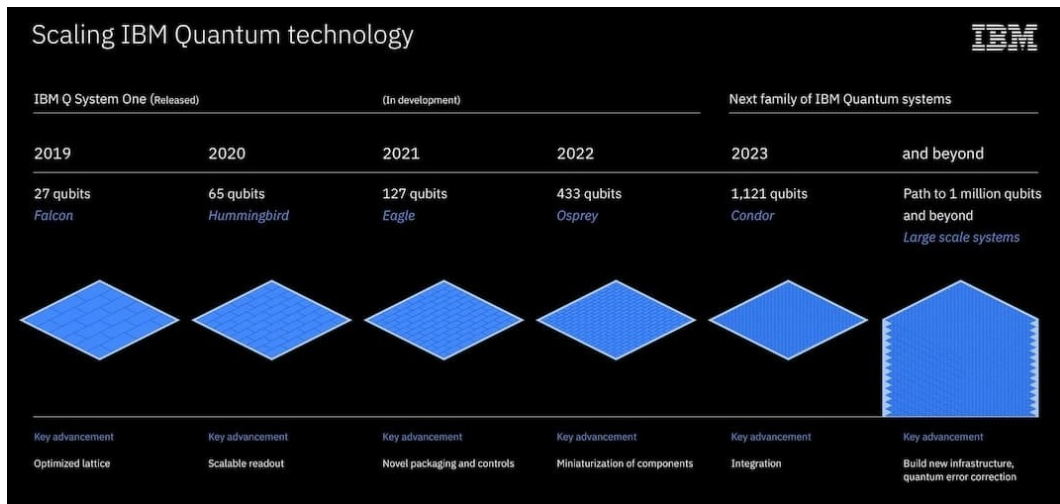 Scaling IBM Quantum technology
IBM
IBM Q System One (Released)
(In development)
Next family of IBM Quantum systems
2019
2020
2021
2022
2023
and beyond
27 qubits
65 qubits
127 qubits
433 qubits
1,121 qubits
Path to 1 million qubits
and beyond
Falcon
Hummingbird
Eagle
Osprey
Condor
Large scale systems
Key advancement
Key advancement
Key advancement
Key advancement
Key advancement
Key advancement
Optimized lattice
Scalable readout
Novel packaging and controls
Miniaturization of components
Integration
Build new infrastructure,
quantum error correction